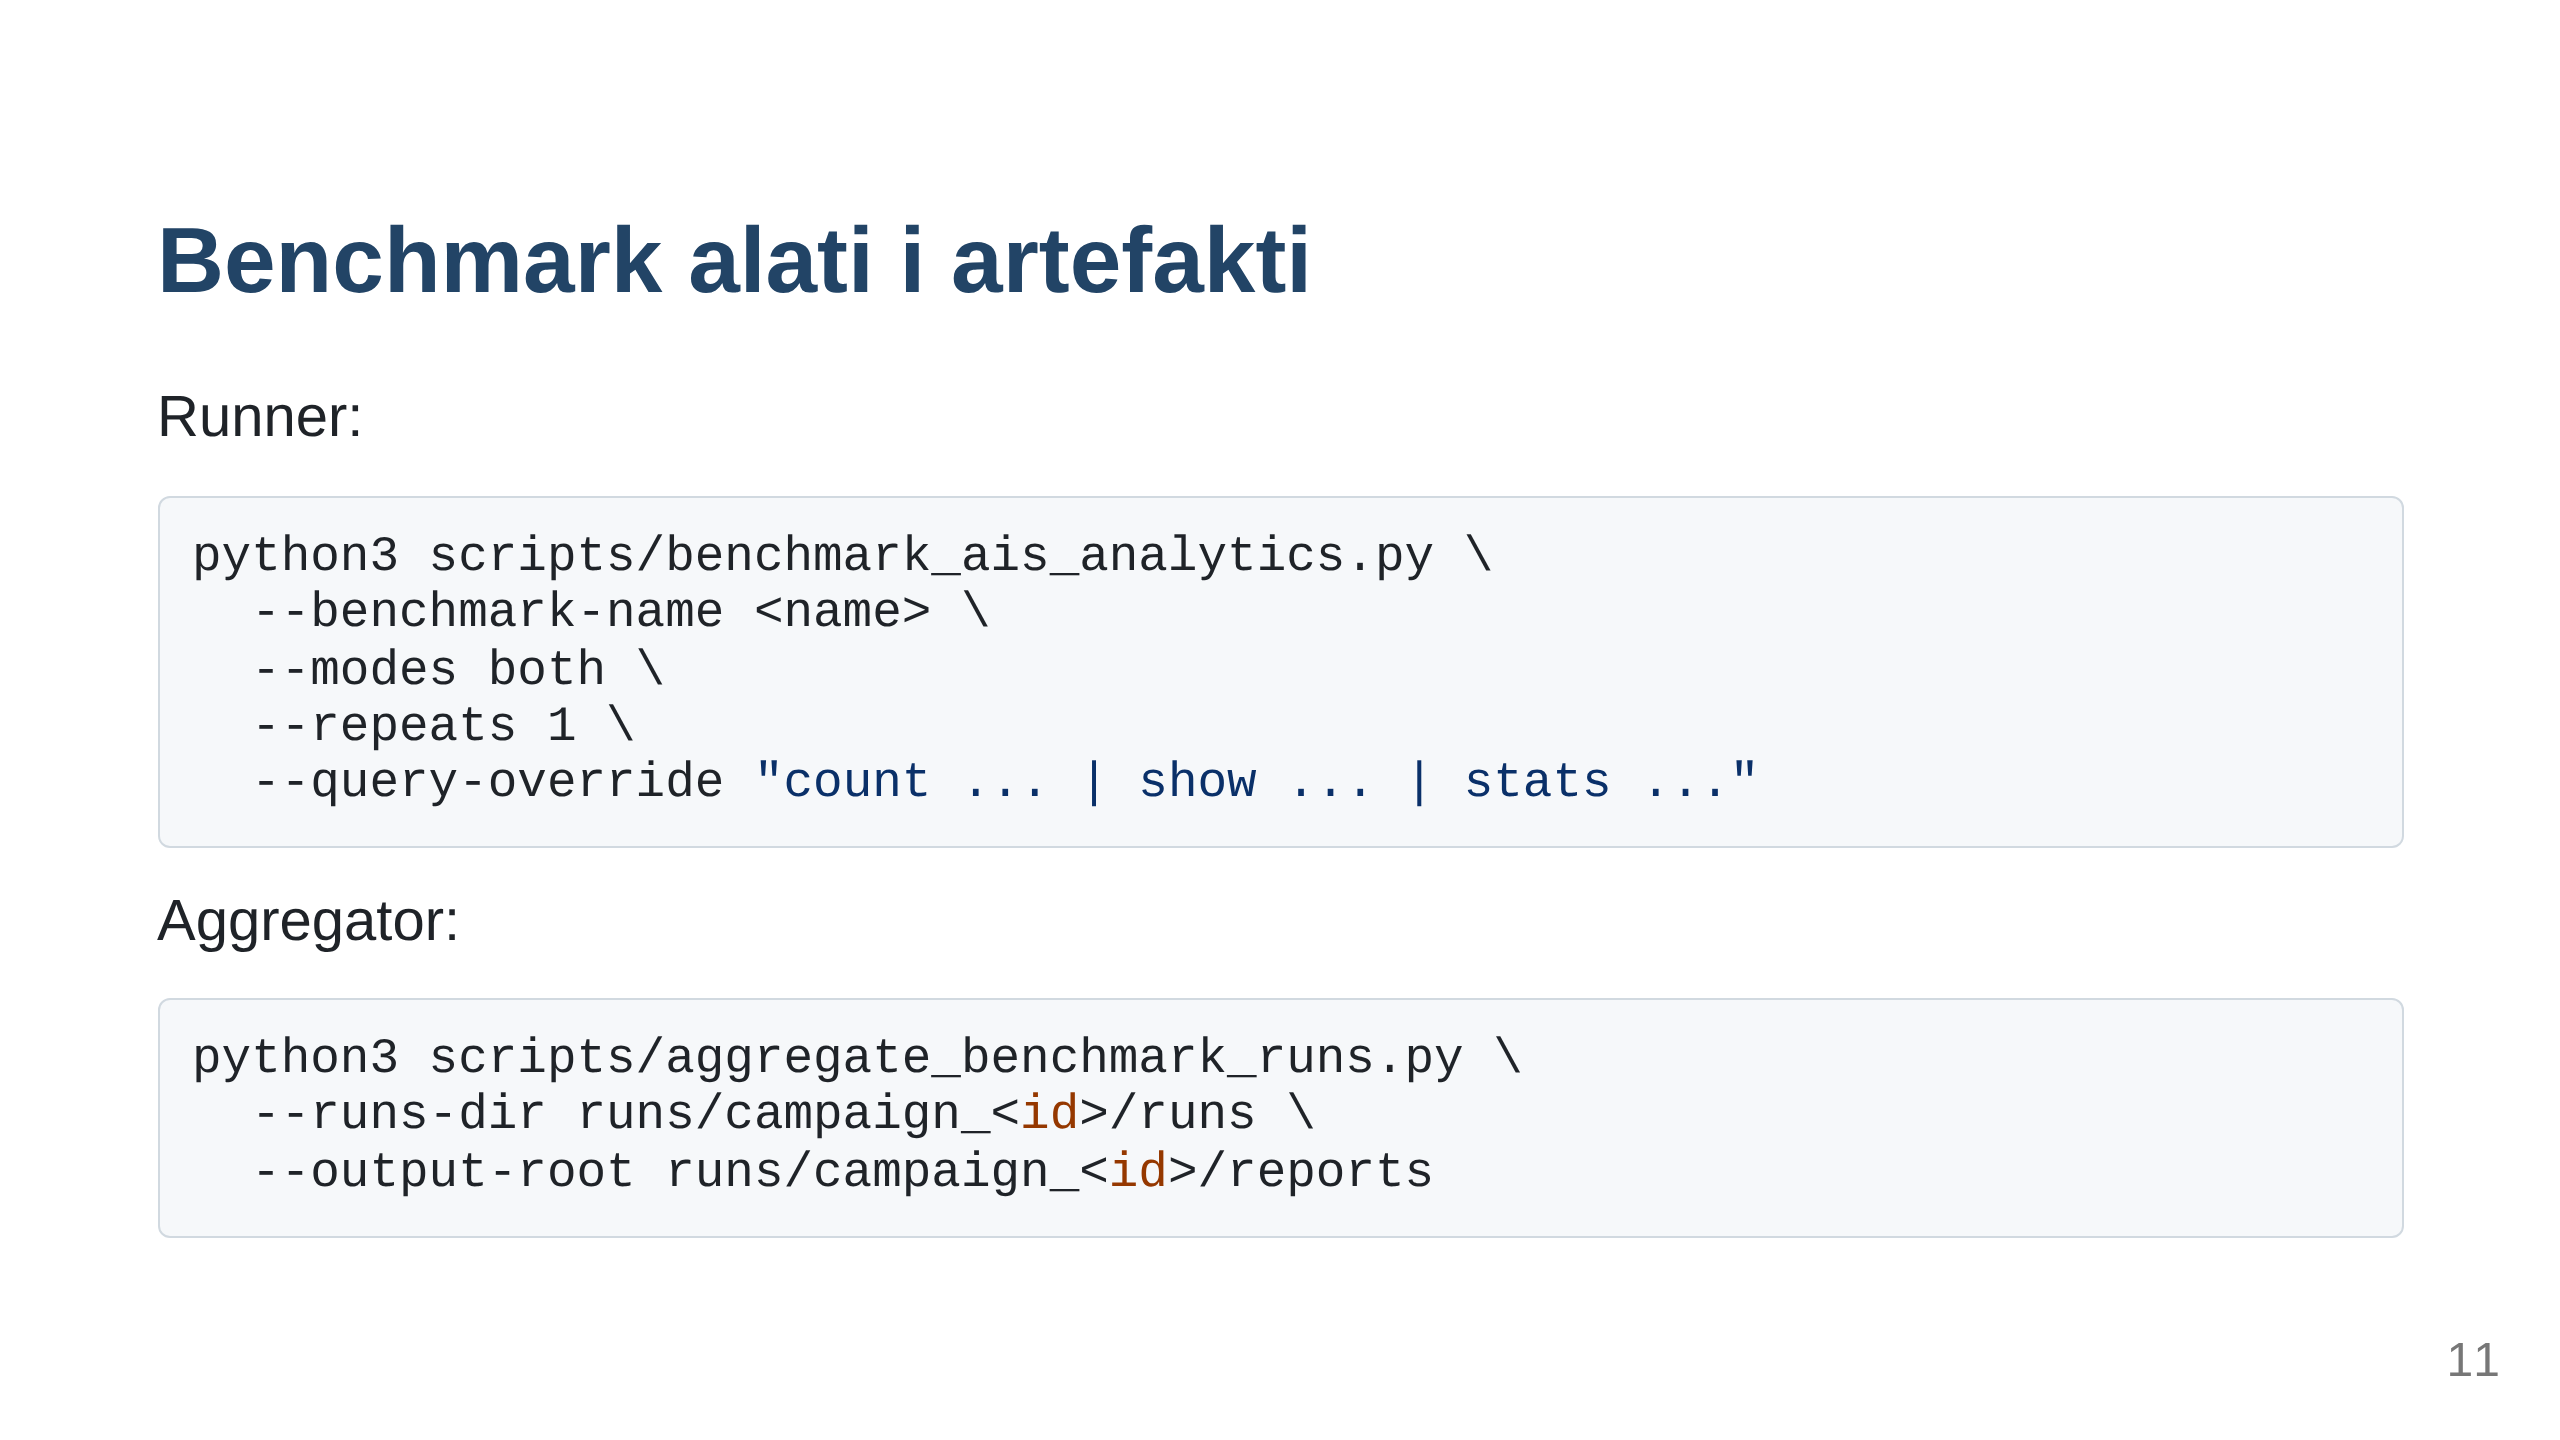 Benchmark alati i artefakti
Runner:
python3 scripts/benchmark_ais_analytics.py \
  --benchmark-name <name> \
  --modes both \
  --repeats 1 \
  --query-override "count ... | show ... | stats ..."
Aggregator:
python3 scripts/aggregate_benchmark_runs.py \
  --runs-dir runs/campaign_<id>/runs \
  --output-root runs/campaign_<id>/reports
11